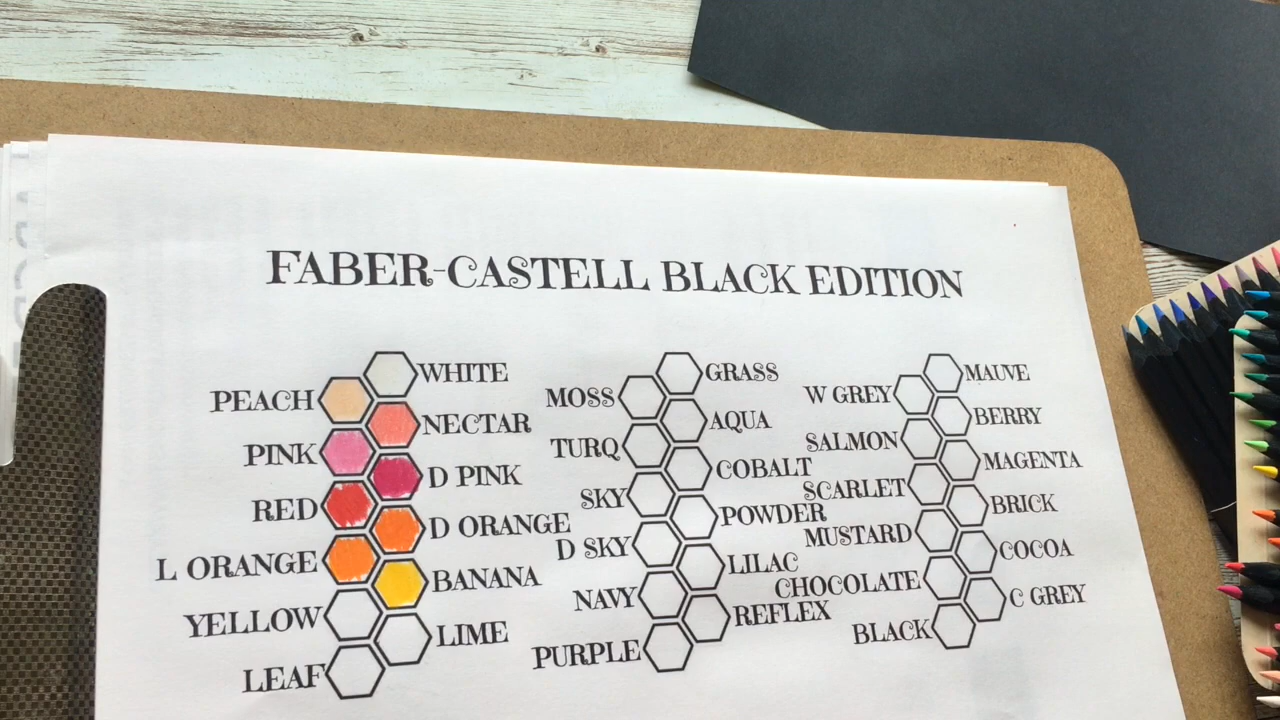 FABER-CASTELL BLACK EDITION
WHITE
PEACH
NECTAR
PINK
D PINK
RED
D ORANGE
L ORANGE
BANANA
YELLOW
LIME
LEAF
GRASS
MOSS
AQUA
TURQ
COBALT
SKY
POWDER
D SKY
LILAC
NAVY
REFLEX
PURPLE
MAUVE
W GREY
BERRY
SALMON
MAGENTA
SCARLET
BRICK
MUSTARD
COCOA
CHOCOLATE
C GREY
BLACK